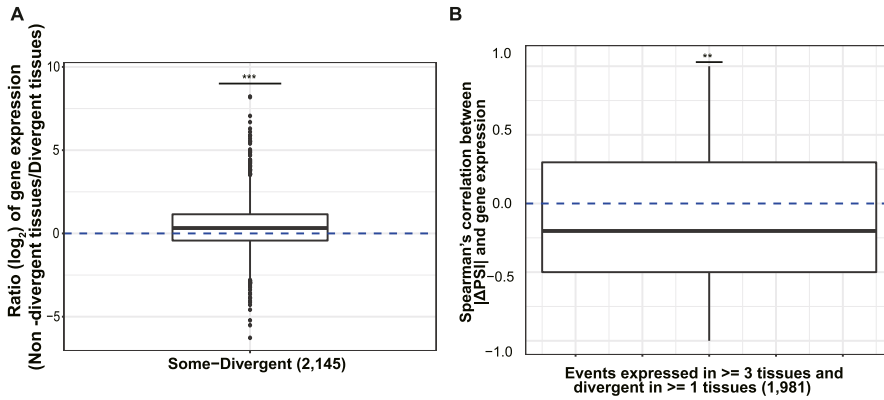 A
Ratio (log2) of gene expression
(Non -divergent tissues/Divergent tissues)
10
5
0
−5
***
Some−Divergent (2,145)
B
Spearman's correlation between
|ΔPSI| and gene expression
1.0
0.5
0.0
−0.5
−1.0
**
Events expressed in >= 3 tissues and
divergent in >= 1 tissues (1,981)